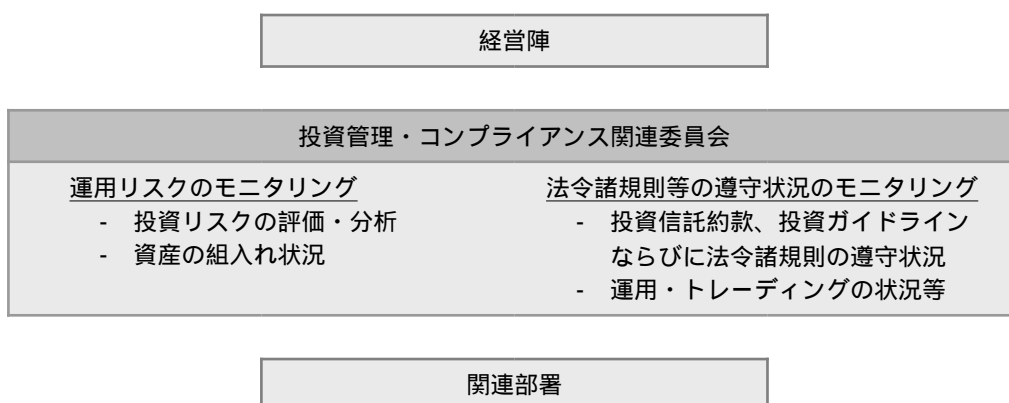 経営陣
投資管理・コンプライアンス関連委員会
運用リスクのモニタリング
- 投資リスクの評価・分析
- 資産の組入れ状況
法令諸規則等の遵守状況のモニタリング
- 投資信託約款、投資ガイドライン
ならびに法令諸規則の遵守状況
- 運用・トレーディングの状況等
関連部署